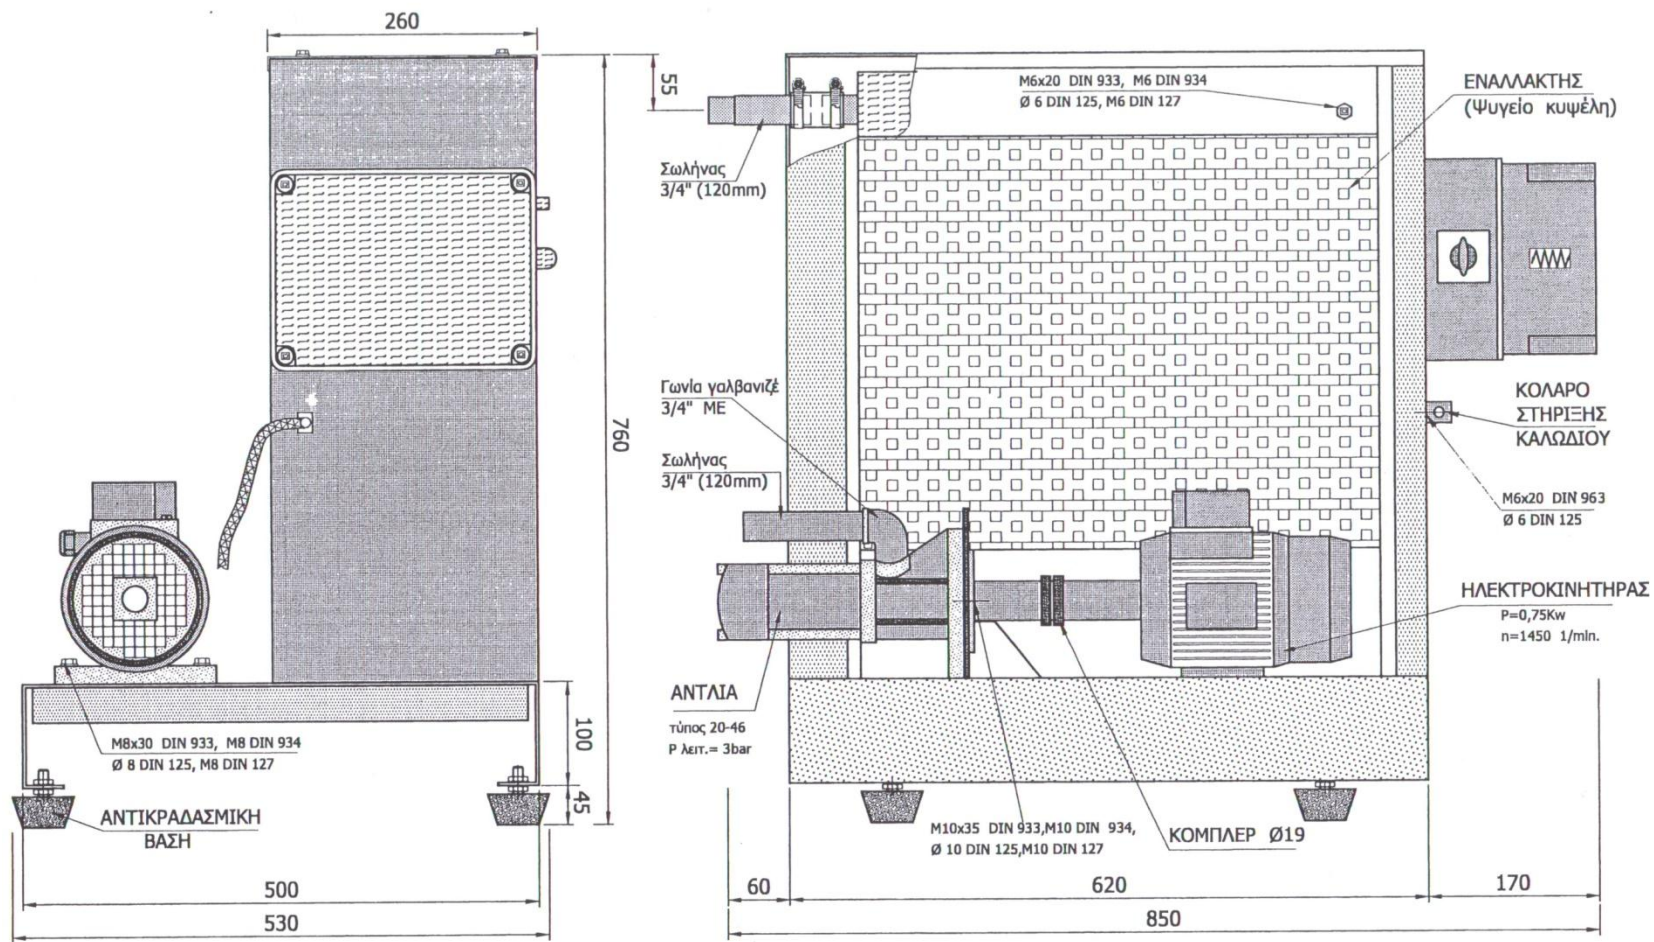 260
55
M6x20 DIN 933, M6 DIN 934
Ø 6 DIN 125, M6 DIN 127
ΕΝΑΛΛΑΚΤΗΣ
(Ψυγείο κυψέλη)
Σωλήνας
3/4" (120mm)
Γωνία γαλβανιζέ
3/4" ΜΕ
760
ΚΟΛΑΡΟ
ΣΤΗΡΙΞΗΣ
ΚΑΛΩΔΙΟΥ
Σωλήνας
3/4" (120mm)
M6x20 DIN 963
Ø 6 DIN 125
ΗΛΕΚΤΡΟΚΙΝΗΤΗΡΑΣ
P=0,75Kw
n=1450 1/min.
ΑΝΤΛΙΑ
τύπος 20-46
P λειτ.= 3bar
M8x30 DIN 933, M8 DIN 934
Ø 8 DIN 125, M8 DIN 127
100
45
ΑΝΤΙΚΡΑΔΑΣΜΙΚΗ
ΒΑΣΗ
M10x35 DIN 933,M10 DIN 934,
Ø 10 DIN 125,M10 DIN 127
ΚΟΜΠΛΕΡ Ø19
500
530
60
620
170
850